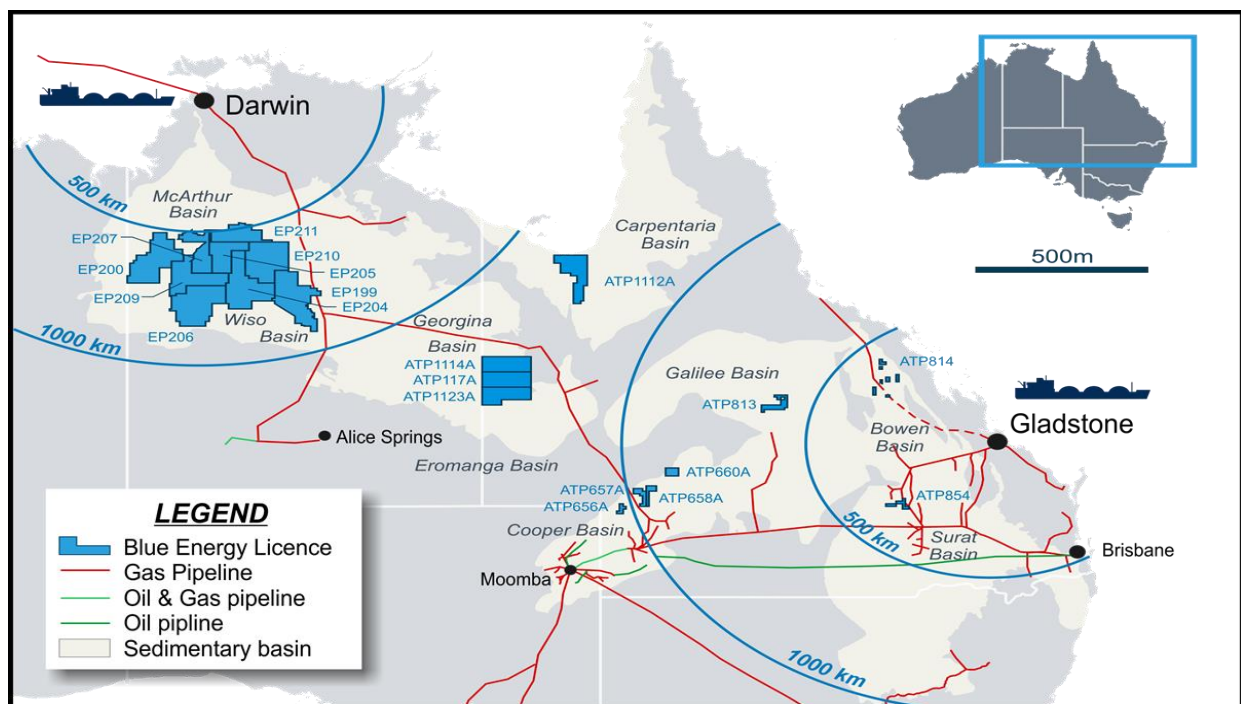 Darwin
500 km
McArthur
Basin
EP207
EP211
EP200
EP210
EP205
EP209
EP199
EP204
EP206
Wiso
Basin
1000 km
Georgina
Basin
Carpentaria
Basin
ATP1112A
500m
ATP1114A
ATP117A
ATP1123A
Galilee Basin
ATP813
ATP814
Gladstone
Bowen
Basin
Alice Springs
Eromanga Basin
ATP660A
ATP657A
ATP658A
ATP656A
ATP854
Cooper Basin
500 km
Surat
Basin
Brisbane
Moomba
1000 km
LEGEND
Blue Energy Licence
Gas Pipeline
Oil & Gas pipeline
Oil pipline
Sedimentary basin